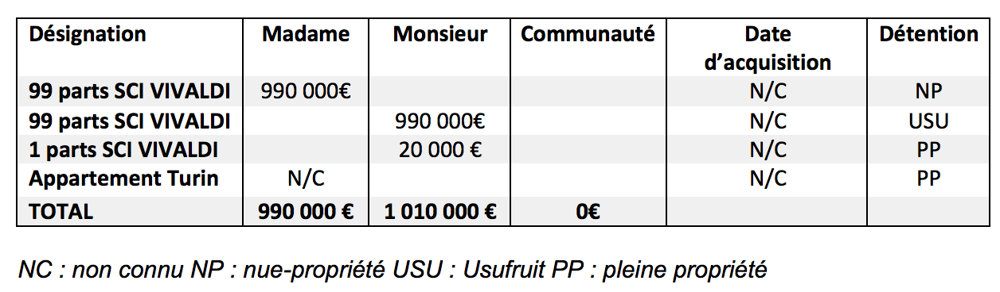 Désignation Madame Monsieur Communauté Date d’acquisition Détention
99 parts SCI VIVALDI 990 000€ N/C NP
99 parts SCI VIVALDI 990 000€ N/C USU
1 parts SCI VIVALDI 20 000 € N/C PP
Appartement Turin N/C N/C PP
TOTAL 990 000 € 1 010 000 € 0€
NC : non connu NP : nue-propriété USU : Usufruit PP : pleine propriété